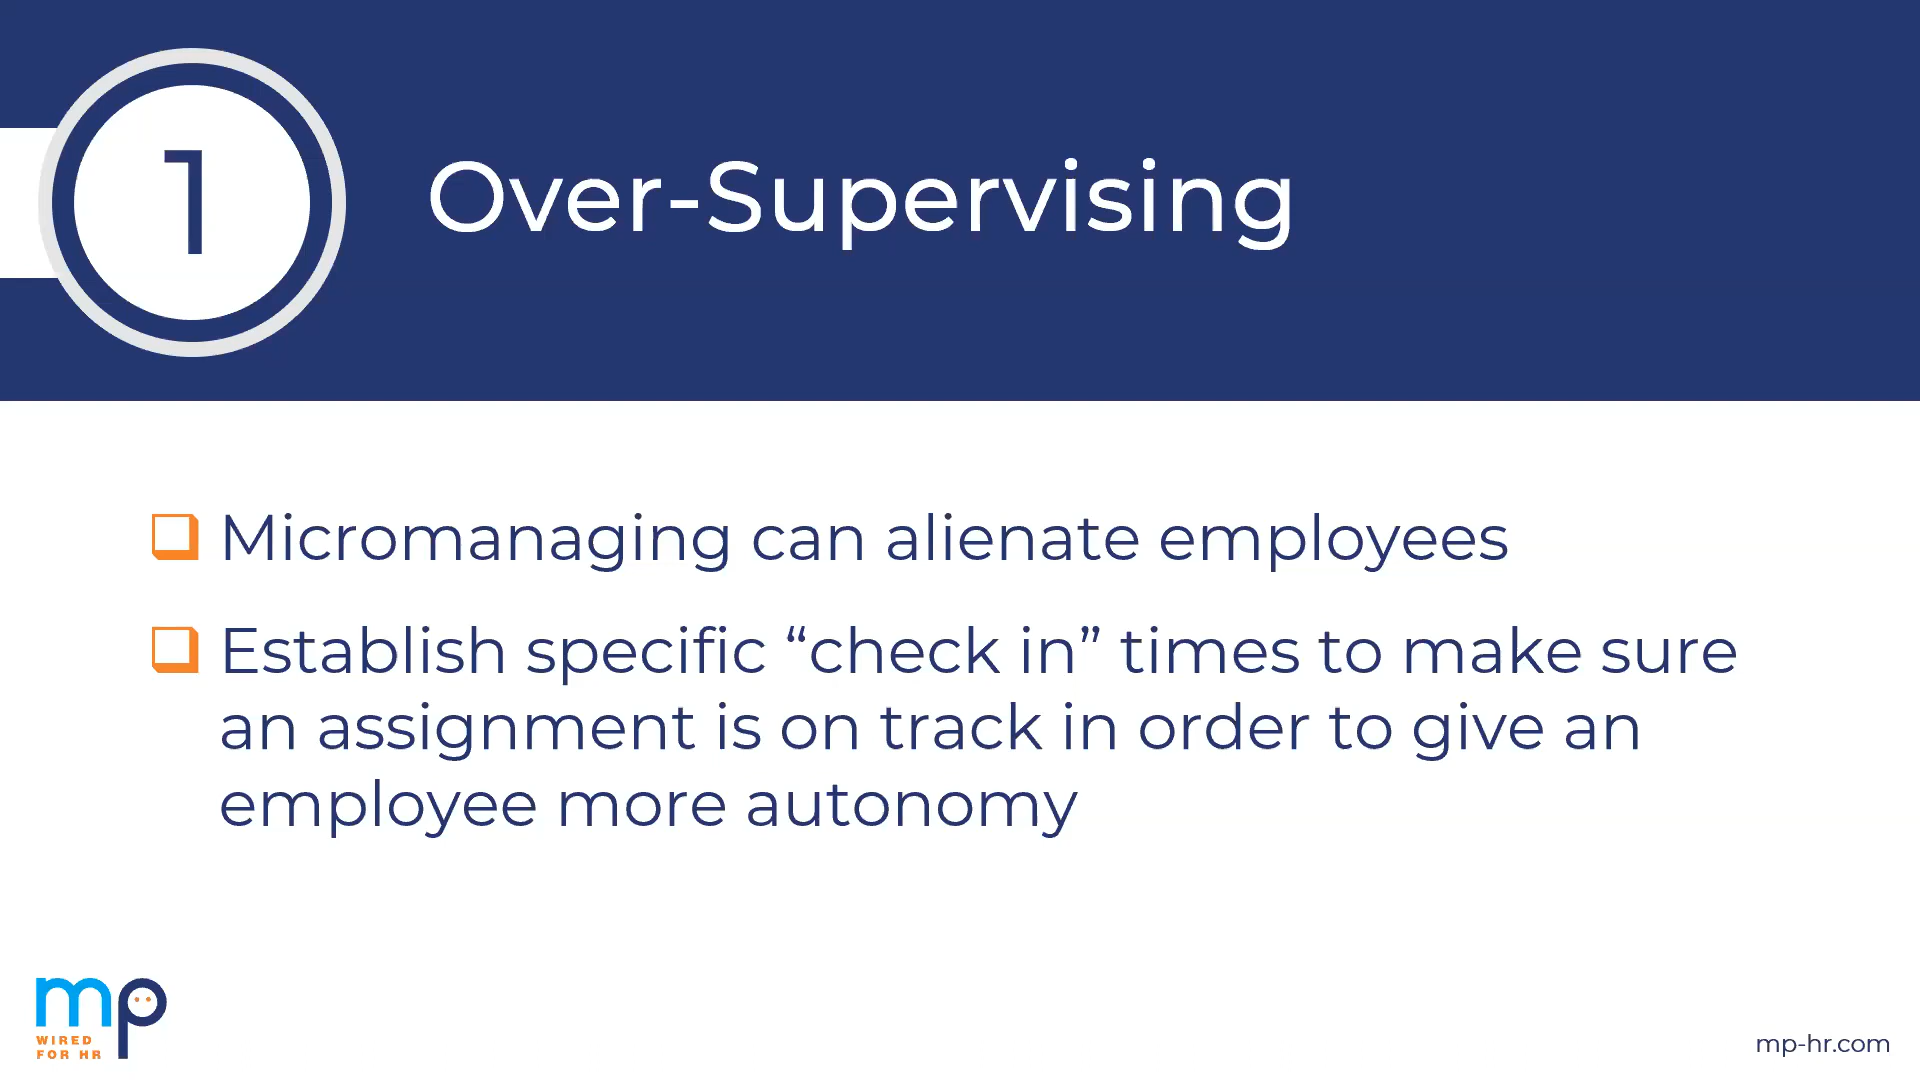 1
Over-Supervising
Micromanaging can alienate employees
Establish specific “check in” times to make sure
an assignment is on track in order to give an
employee more autonomy
mp
WIRED
FOR HR
mp-hr.com